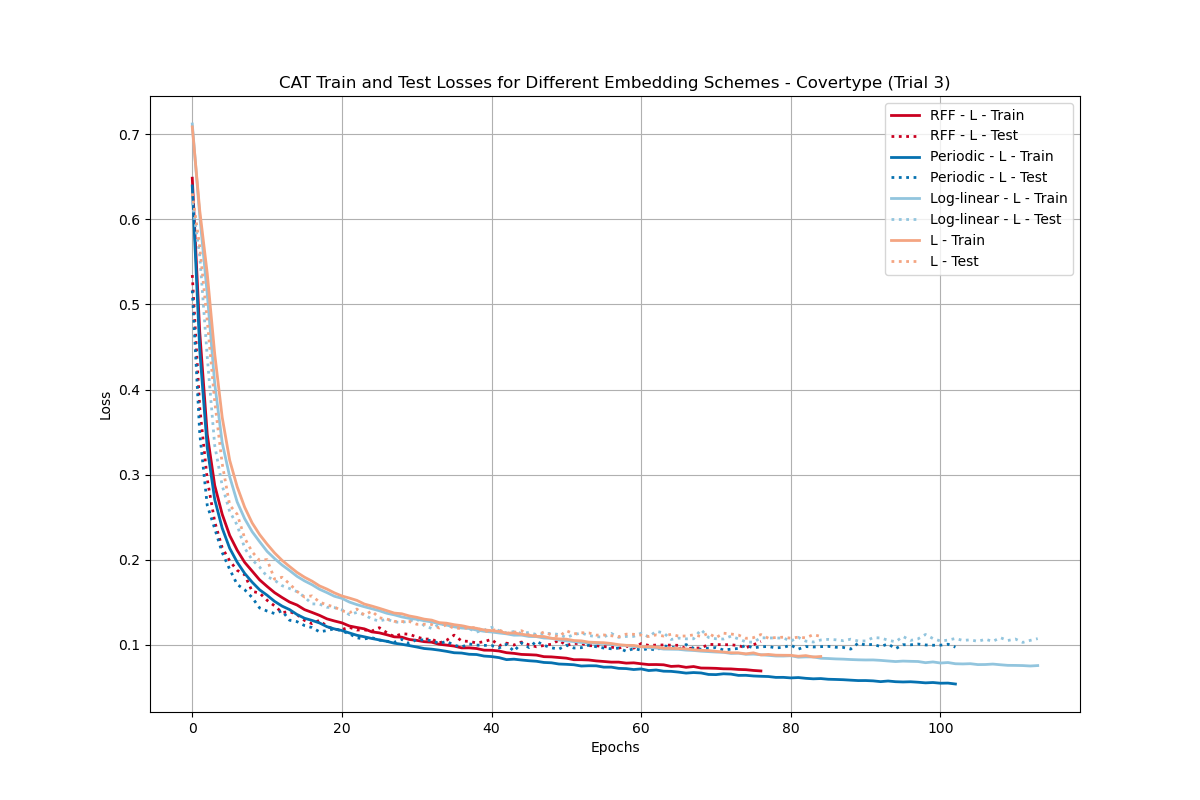 CAT Train and Test Losses for Different Embedding Schemes - Covertype (Trial 3)
RFF - L - Train
RFF - L - Test
Periodic - L - Train
Periodic - L - Test
Log-linear - L - Train
Log-linear - L - Test
L - Train
L - Test
Loss
0.7
0.6
0.5
0.4
0.3
0.2
0.1
0 20 40 60 80 100
Epochs